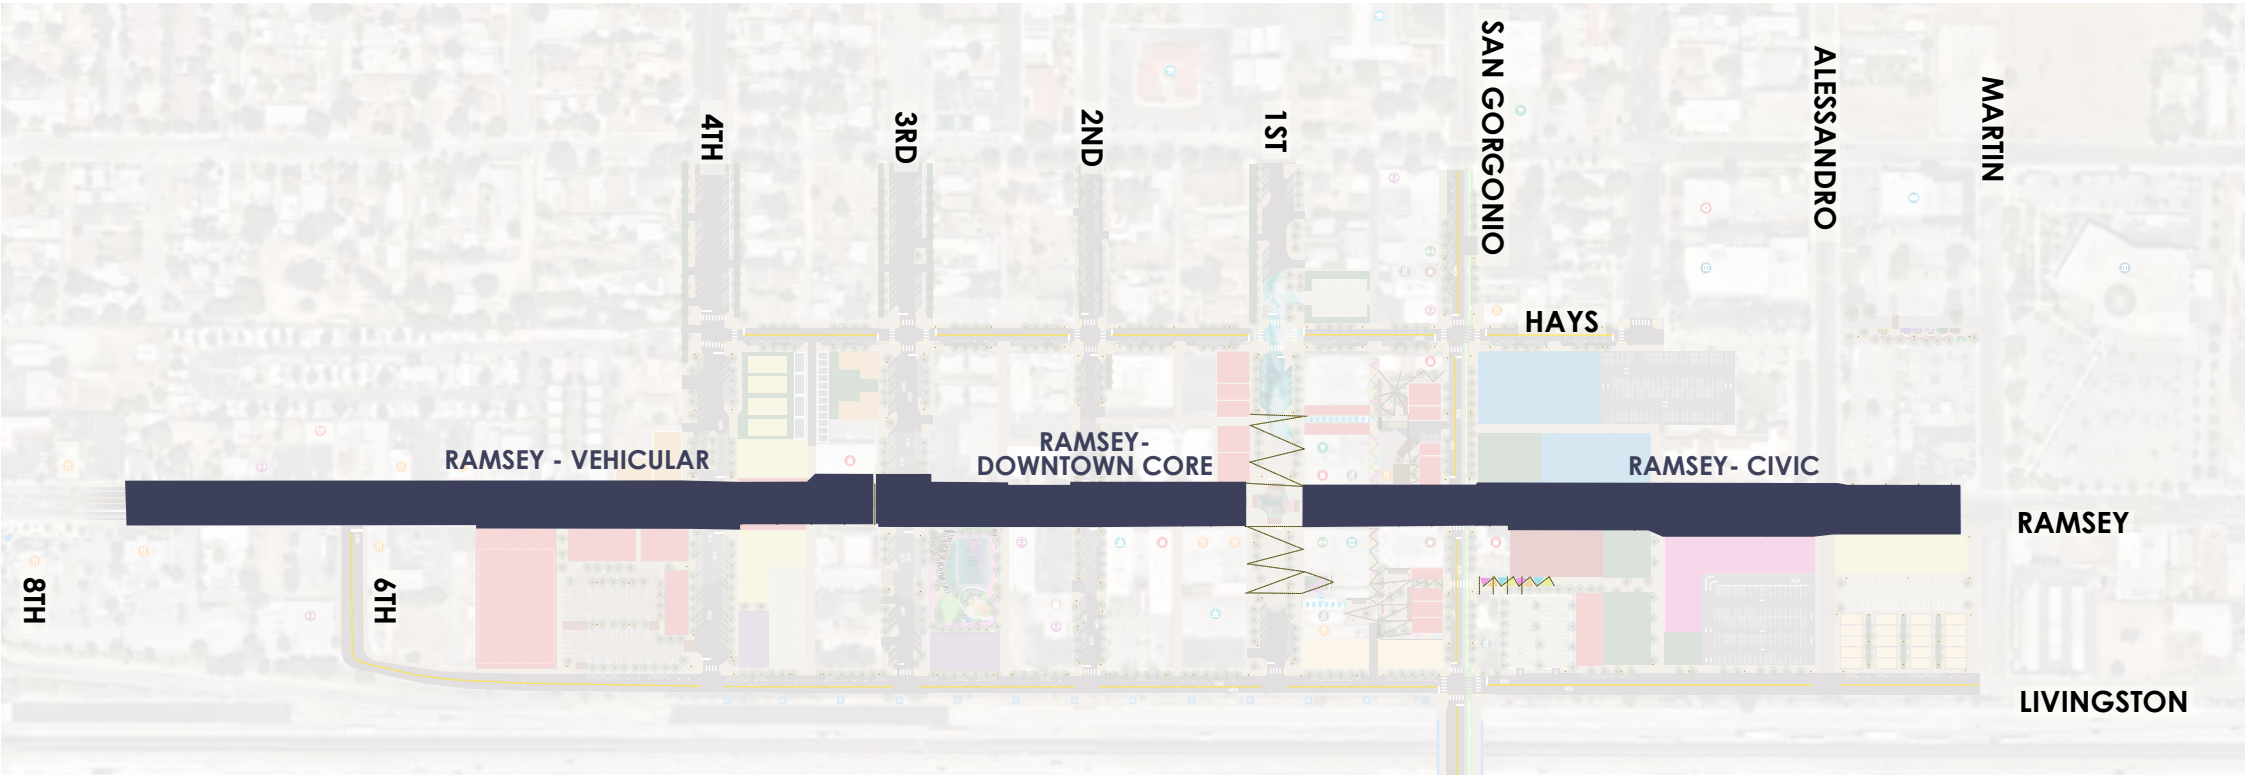 SAN GORGONIO
ALESSANDRO
MARTIN
4TH
3RD
2ND
1ST
HAYS
RAMSEY - VEHICULAR
RAMSEY-
DOWNTOWN CORE
RAMSEY- CIVIC
RAMSEY
8TH
6TH
LIVINGSTON